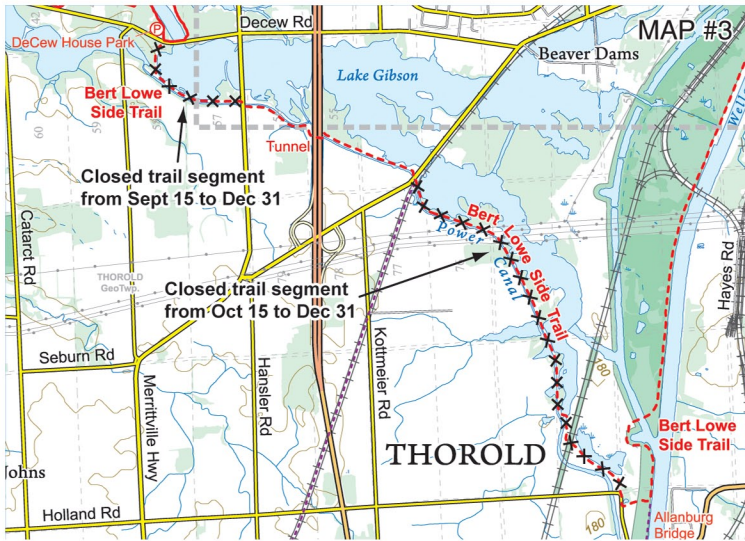 MAP #3
Decew Rd
P
DeCew House Park
Beaver Dams
Lake Gibson
Bert Lowe
Side Trail
Tunnel
Closed trail segment
from Sept 15 to Dec 31
Bert Lowe Side Trail
Power
Canal
Catarct Rd
THOROLD
GeoTwp.
Closed trail segment
from Oct 15 to Dec 31
Hayes Rd
Seburn Rd
Merrittville Hwy
Hansler Rd
Kottmeier Rd
180
Bert Lowe
Side Trail
THOROLD
Johns
Holland Rd
180
Allanburg
Bridge